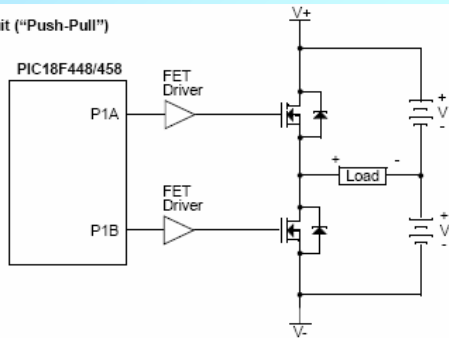 it ("Push-Pull")
V+
PIC18F448/458
FET
Driver
P1A
+
V
-
+ Load -
FET
Driver
P1B
+
V
-
V-